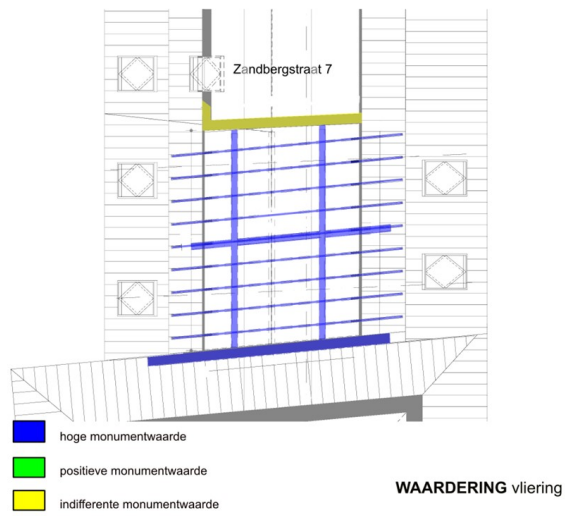 Zandbergstraat 7
hoge monumentwaarde
positieve monumentwaarde
indifferente monumentwaarde
WAARDERING vliering